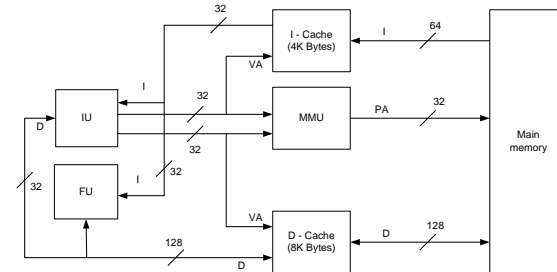 32
I - Cache
(4K Bytes)
I
64
VA
I
32
IU
D
32
MMU
PA
32
Main
memory
32
32
FU
I
VA
D - Cache
(8K Bytes)
D
128
128
D